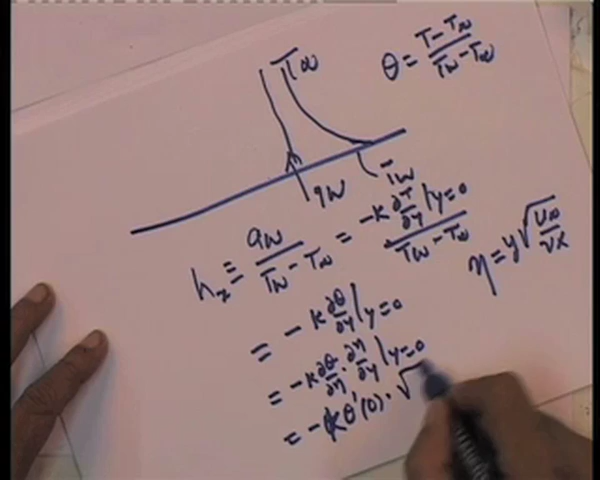 T∞
θ = (T - T∞) / (Tw - T∞)
Tw
qw
hx = qw / (Tw - T∞) = -k ∂T/∂y |y=0 / (Tw - T∞)
η = y √(U∞ / νx)
= - k ∂θ/∂y |y=0
= -k ∂θ/∂η . ∂η/∂y |y=0
= -k θ'(0) . √